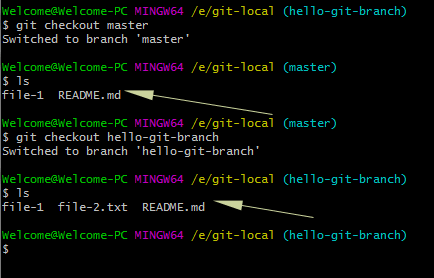 Welcome@Welcome-PC MINGW64 /e/git-local (hello-git-branch)
$ git checkout master
Switched to branch 'master'
Welcome@Welcome-PC MINGW64 /e/git-local (master)
$ ls
file-1  README.md
Welcome@Welcome-PC MINGW64 /e/git-local (master)
$ git checkout hello-git-branch
Switched to branch 'hello-git-branch'
Welcome@Welcome-PC MINGW64 /e/git-local (hello-git-branch)
$ ls
file-1  file-2.txt  README.md
Welcome@Welcome-PC MINGW64 /e/git-local (hello-git-branch)
$